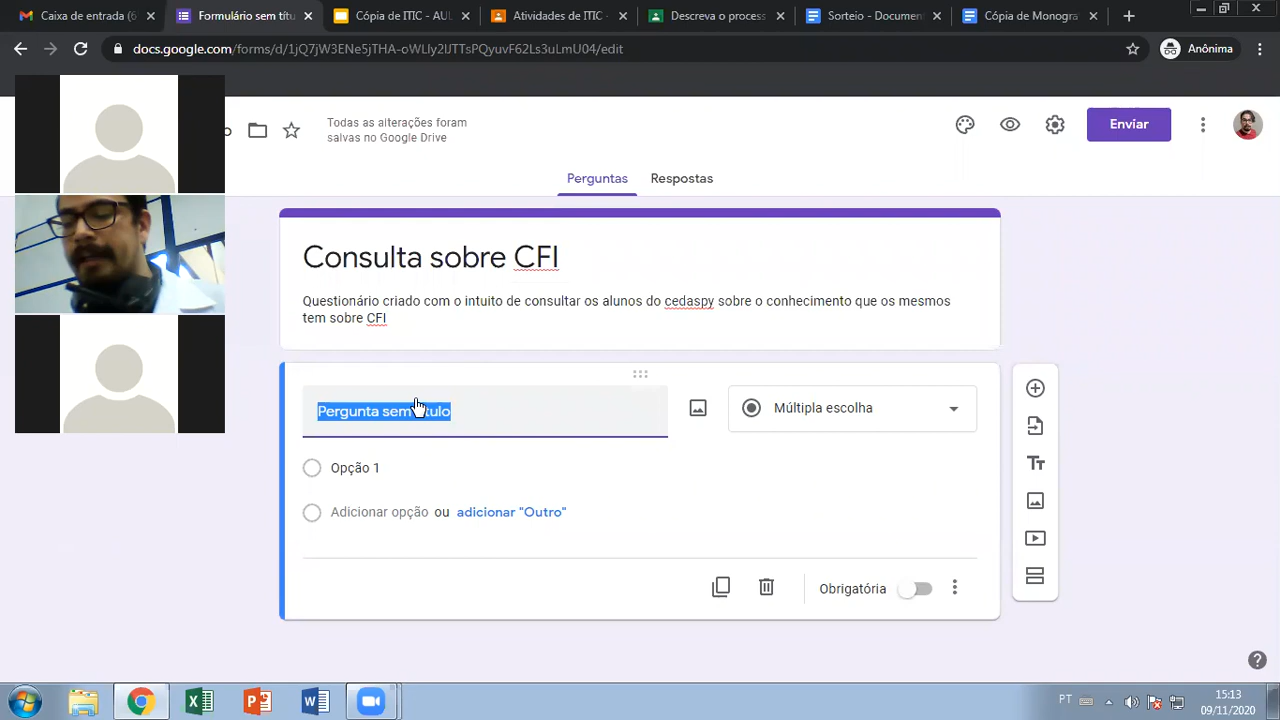 Caixa de entrada (6
Formulário sem títu
Cópia de ITIC - AUL
Atividades de ITIC -
Descreva o process
Sorteio - Document
Cópia de Monogra
docs.google.com/forms/d/1jQ7jW3ENe5jTHA-oWLly2UTTsPQyuvF62Ls3uLmU04/edit
Anônima
o
Todas as alterações foram
salvas no Google Drive
Enviar
Perguntas
Respostas
Consulta sobre CFI
Questionário criado com o intuito de consultar os alunos do cedaspy sobre o conhecimento que os mesmos
tem sobre CFI
Pergunta sem título
Múltipla escolha
Opção 1
Adicionar opção ou adicionar "Outro"
Obrigatória
PT
15:13
09/11/2020